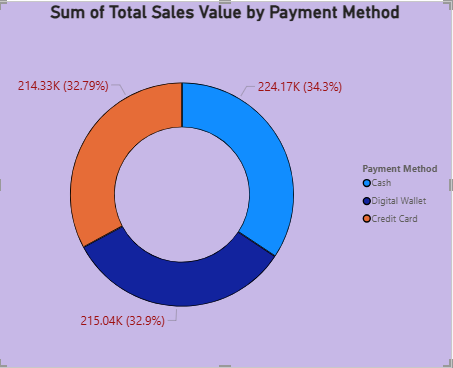 Sum of Total Sales Value by Payment Method
214.33K (32.79%)
224.17K (34.3%)
Payment Method
Cash
Digital Wallet
Credit Card
215.04K (32.9%)